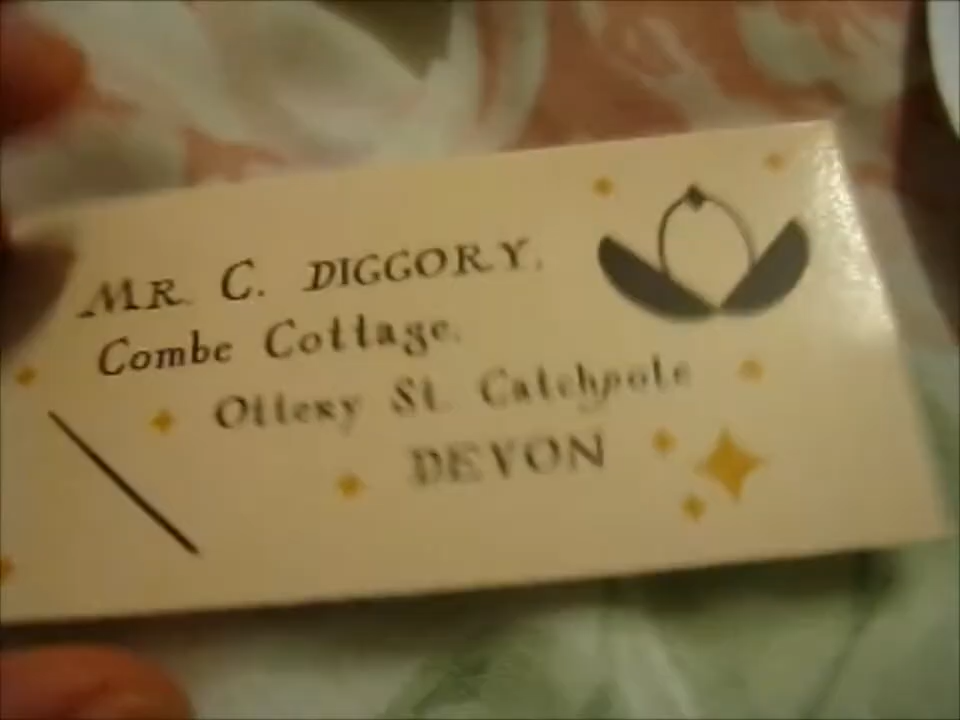 MR. C. DIGGORY,
Combe Cottage,
Ottery St. Catchpole
DEVON